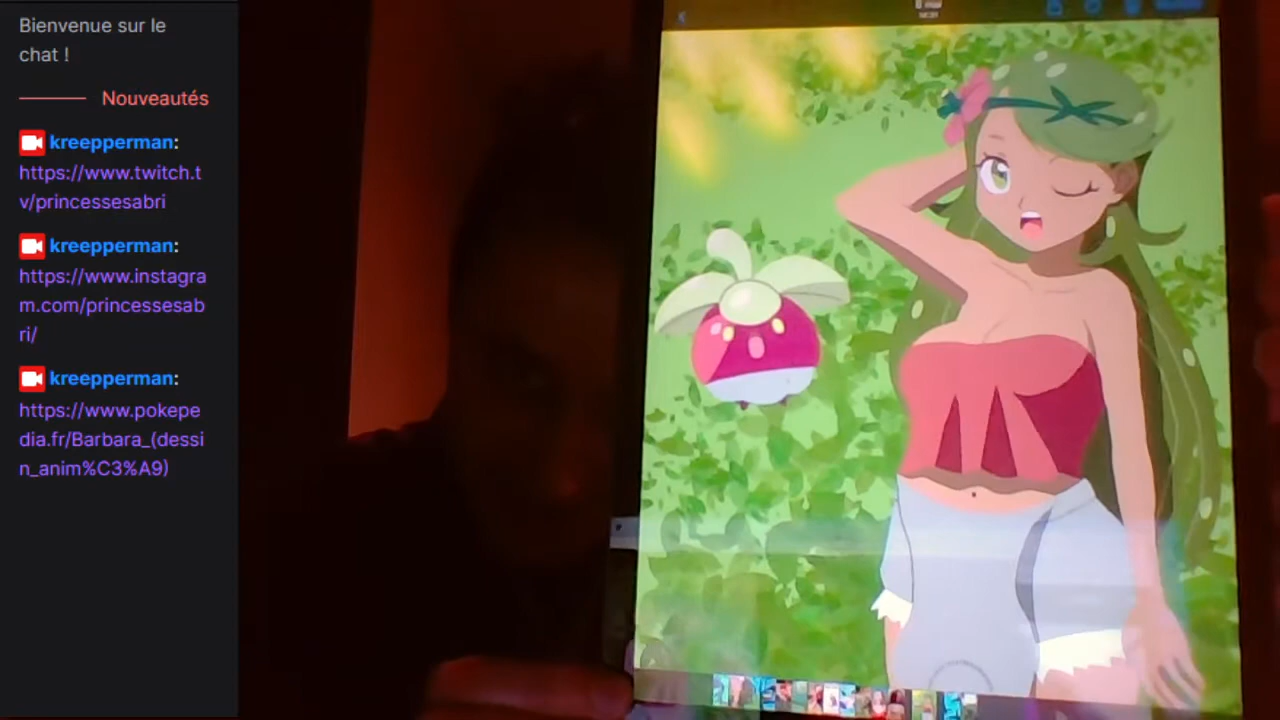 Bienvenue sur le
chat !
Nouveautés
kreepperman:
https://www.twitch.t
v/princessesabri
kreepperman:
https://www.instagra
m.com/princessesab
ri/
kreepperman:
https://www.pokepe
dia.fr/Barbara_(dessi
n_anim%C3%A9)